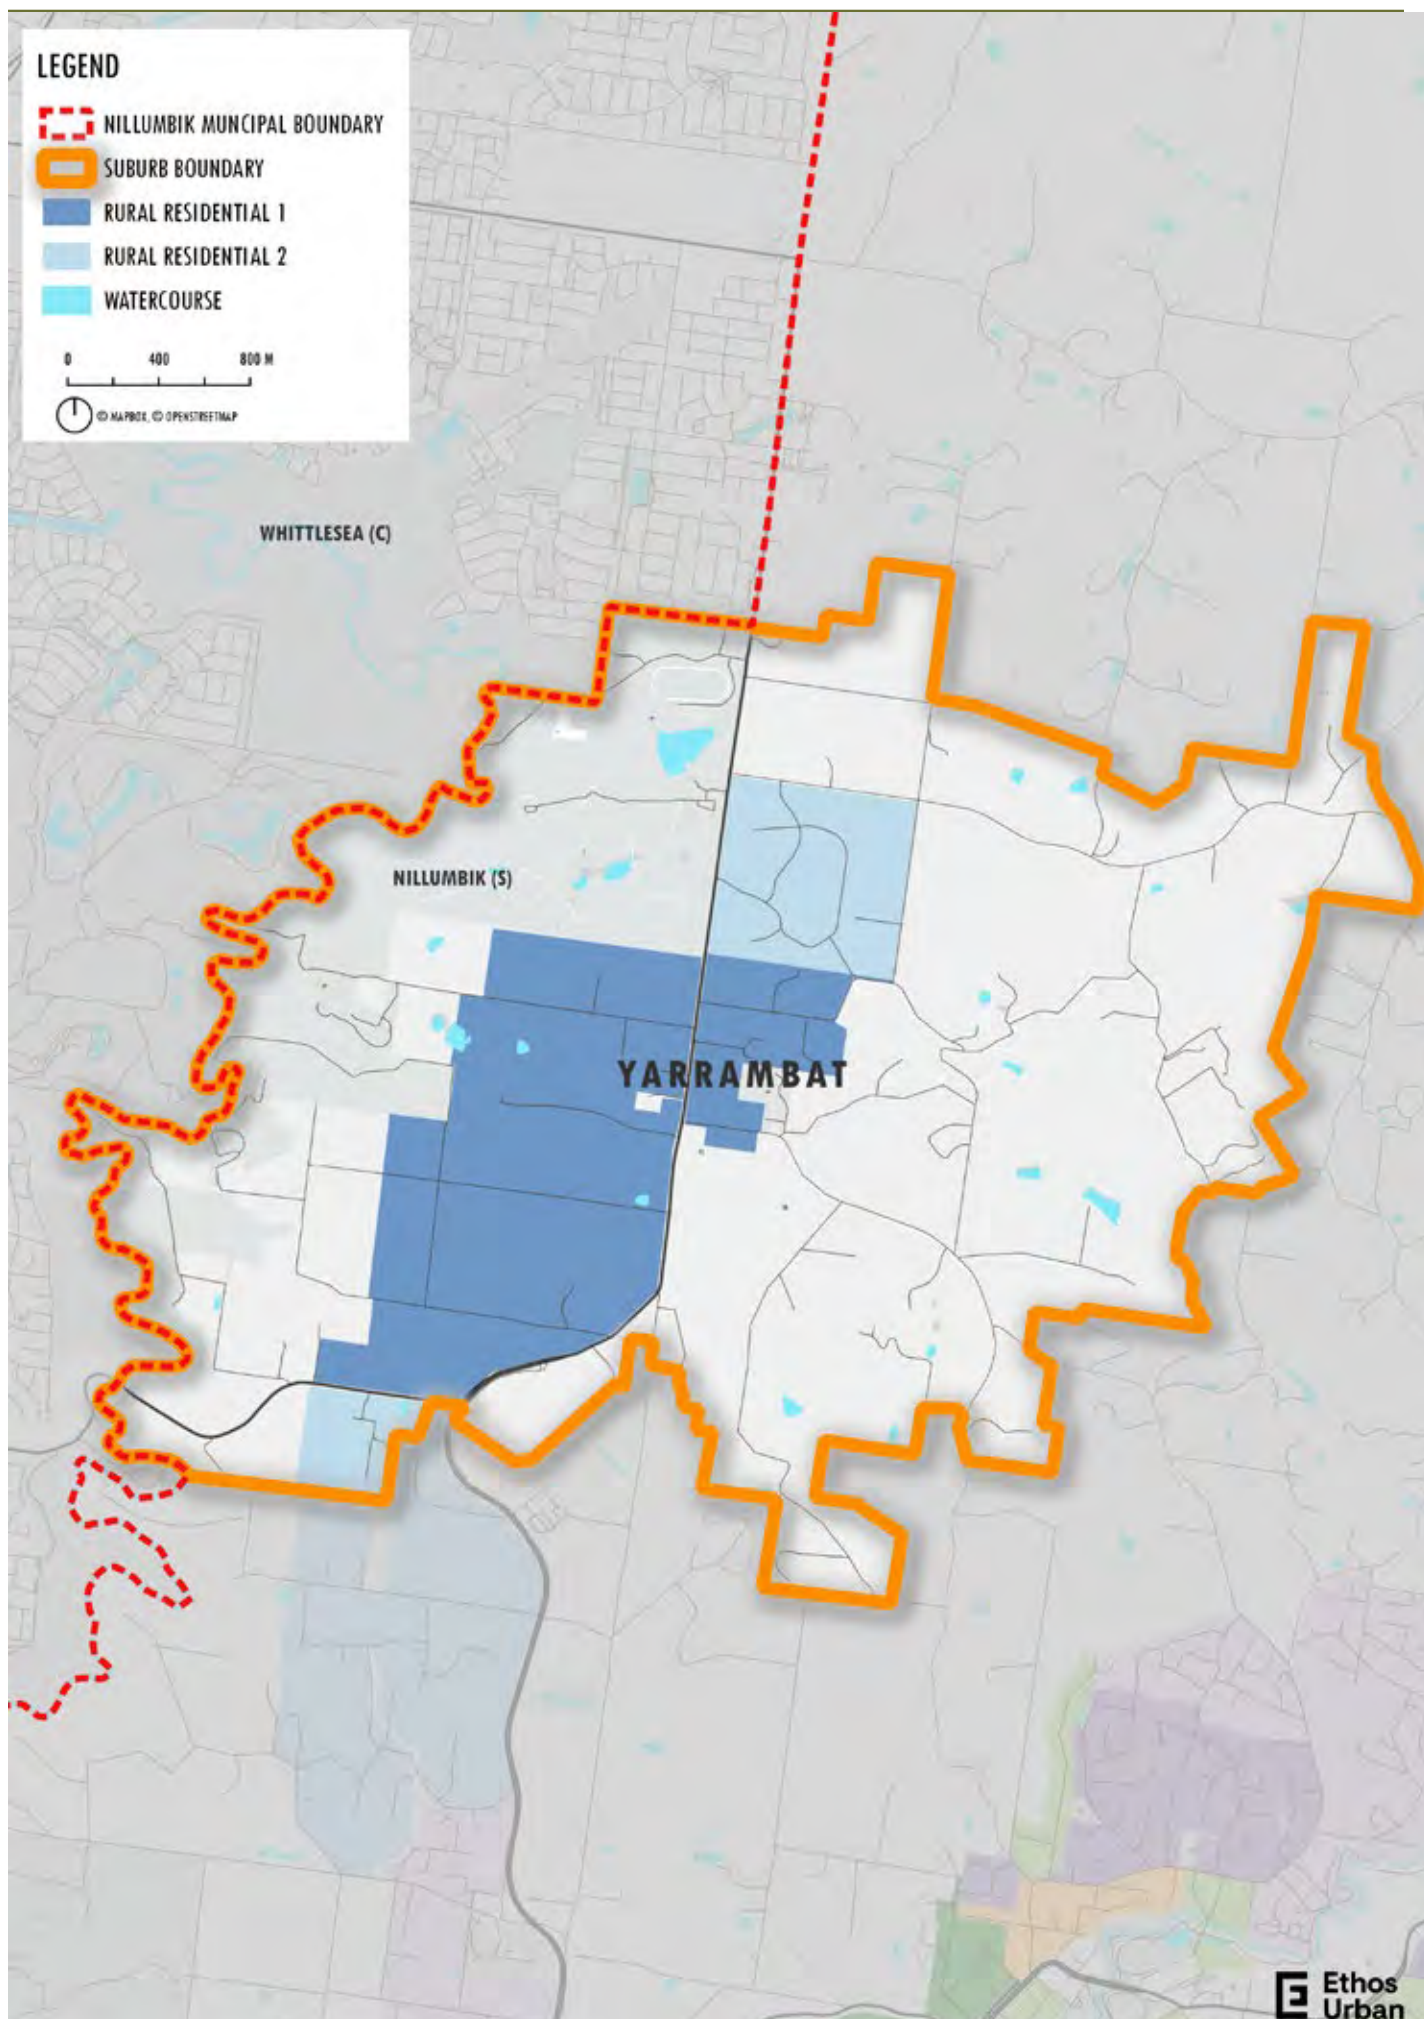 LEGEND
NILLUMBIK MUNCIPAL BOUNDARY
SUBURB BOUNDARY
RURAL RESIDENTIAL 1
RURAL RESIDENTIAL 2
WATERCOURSE
0 400 800 M
© MAPBOX, © OPENSTREETMAP
WHITTLESEA (C)
NILLUMBIK (S)
YARRAMBAT
Ethos
Urban